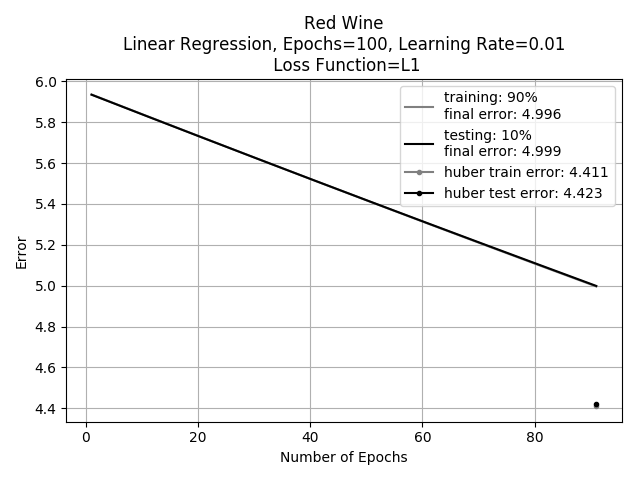 Red Wine
Linear Regression, Epochs=100, Learning Rate=0.01
Loss Function=L1
6.0
5.8
5.6
5.4
5.2
5.0
4.8
4.6
4.4
Error
training: 90%
final error: 4.996
testing: 10%
final error: 4.999
huber train error: 4.411
huber test error: 4.423
0
20
40
60
80
Number of Epochs